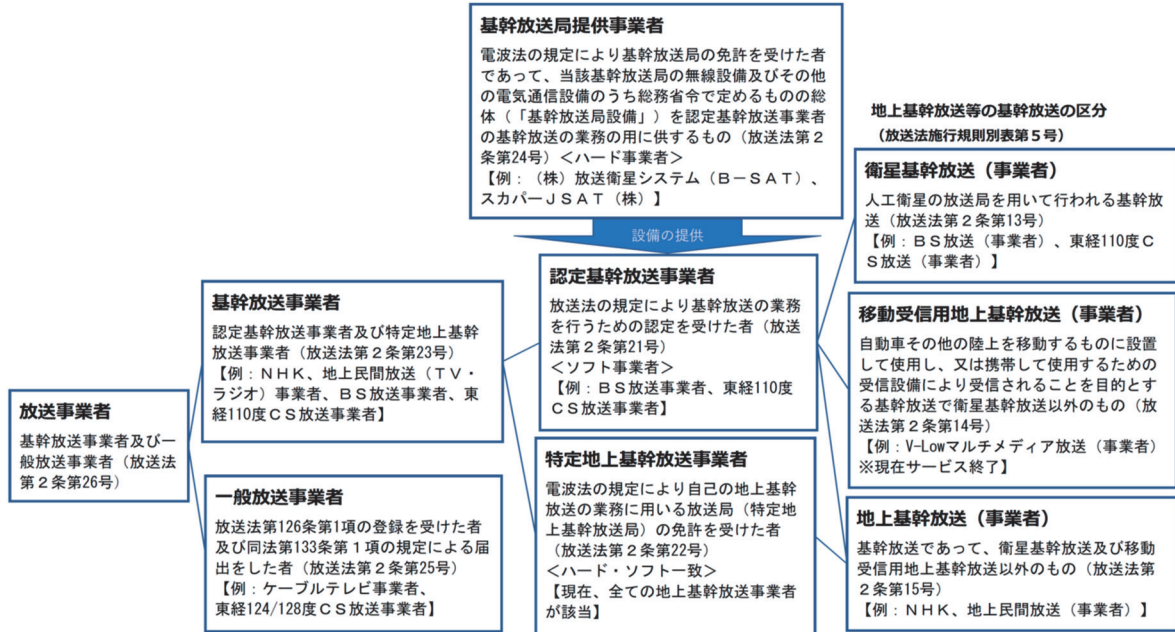 基幹放送局提供事業者
電波法の規定により基幹放送局の免許を受けた者
であって、当該基幹放送局の無線設備及びその他
の電気通信設備のうち総務省令で定めるものの総
体(「基幹放送局設備」)を認定基幹放送事業者
の基幹放送の業務の用に供するもの(放送法第2
条第24号)<ハード事業者>
【例:(株)放送衛星システム(B-SAT)、
スカパーJSAT(株)】
設備の提供
地上基幹放送等の基幹放送の区分
(放送法施行規則別表第5号)
衛星基幹放送(事業者)
人工衛星の放送局を用いて行われる基幹放
送(放送法第2条第13号)
【例:BS放送(事業者)、東経110度C
S放送(事業者)】
認定基幹放送事業者
放送法の規定により基幹放送の業務
を行うための認定を受けた者(放送
法第2条第21号)
<ソフト事業者>
【例:BS放送事業者、東経110度
CS放送事業者】
基幹放送事業者
認定基幹放送事業者及び特定地上基幹
放送事業者(放送法第2条第23号)
【例:NHK、地上民間放送(TV・
ラジオ)事業者、BS放送事業者、東
経110度CS放送事業者】
移動受信用地上基幹放送(事業者)
自動車その他の陸上を移動するものに設置
して使用し、又は携帯して使用するための
受信設備により受信されることを目的とす
る基幹放送で衛星基幹放送以外のもの(放
送法第2条第14号)
【例:V-Lowマルチメディア放送(事業者)
※現在サービス終了】
放送事業者
基幹放送事業者及び一
般放送事業者(放送法
第2条第26号)
特定地上基幹放送事業者
電波法の規定により自己の地上基幹
放送の業務に用いる放送局(特定地
上基幹放送局)の免許を受けた者
(放送法第2条第22号)
<ハード・ソフト一致>
【現在、全ての地上基幹放送事業者
が該当】
一般放送事業者
放送法第126条第1項の登録を受けた者
及び同法第133条第1項の規定による届
出をした者(放送法第2条第25号)
【例:ケーブルテレビ事業者、
東経124/128度CS放送事業者】
地上基幹放送(事業者)
基幹放送であって、衛星基幹放送及び移動
受信用地上基幹放送以外のもの(放送法第
2条第15号)
【例:NHK、地上民間放送(事業者)】